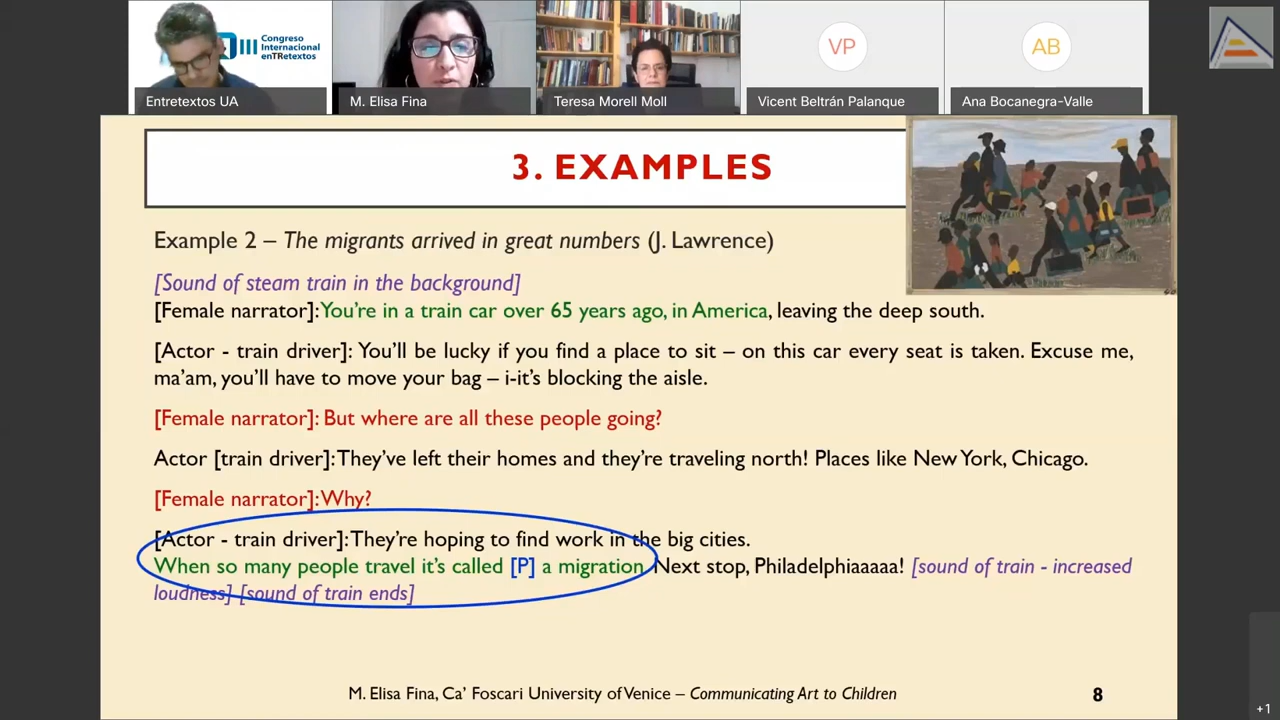 III Congreso
Internacional
enTRetextos
Entretextos UA
M. Elisa Fina
Teresa Morell Moll
VP
Vicent Beltrán Palanque
AB
Ana Bocanegra-Valle
3. EXAMPLES
Example 2 – The migrants arrived in great numbers (J. Lawrence)
[Sound of steam train in the background]
[Female narrator]: You're in a train car over 65 years ago, in America, leaving the deep south.
[Actor - train driver]: You'll be lucky if you find a place to sit – on this car every seat is taken. Excuse me,
ma'am, you'll have to move your bag – i-it's blocking the aisle.
[Female narrator]: But where are all these people going?
Actor [train driver]: They've left their homes and they're traveling north! Places like New York, Chicago.
[Female narrator]: Why?
[Actor - train driver]: They're hoping to find work in the big cities.
When so many people travel it's called [P] a migration. Next stop, Philadelphiaaaaa! [sound of train - increased
loudness] [sound of train ends]
M. Elisa Fina, Ca' Foscari University of Venice – Communicating Art to Children
8
+1